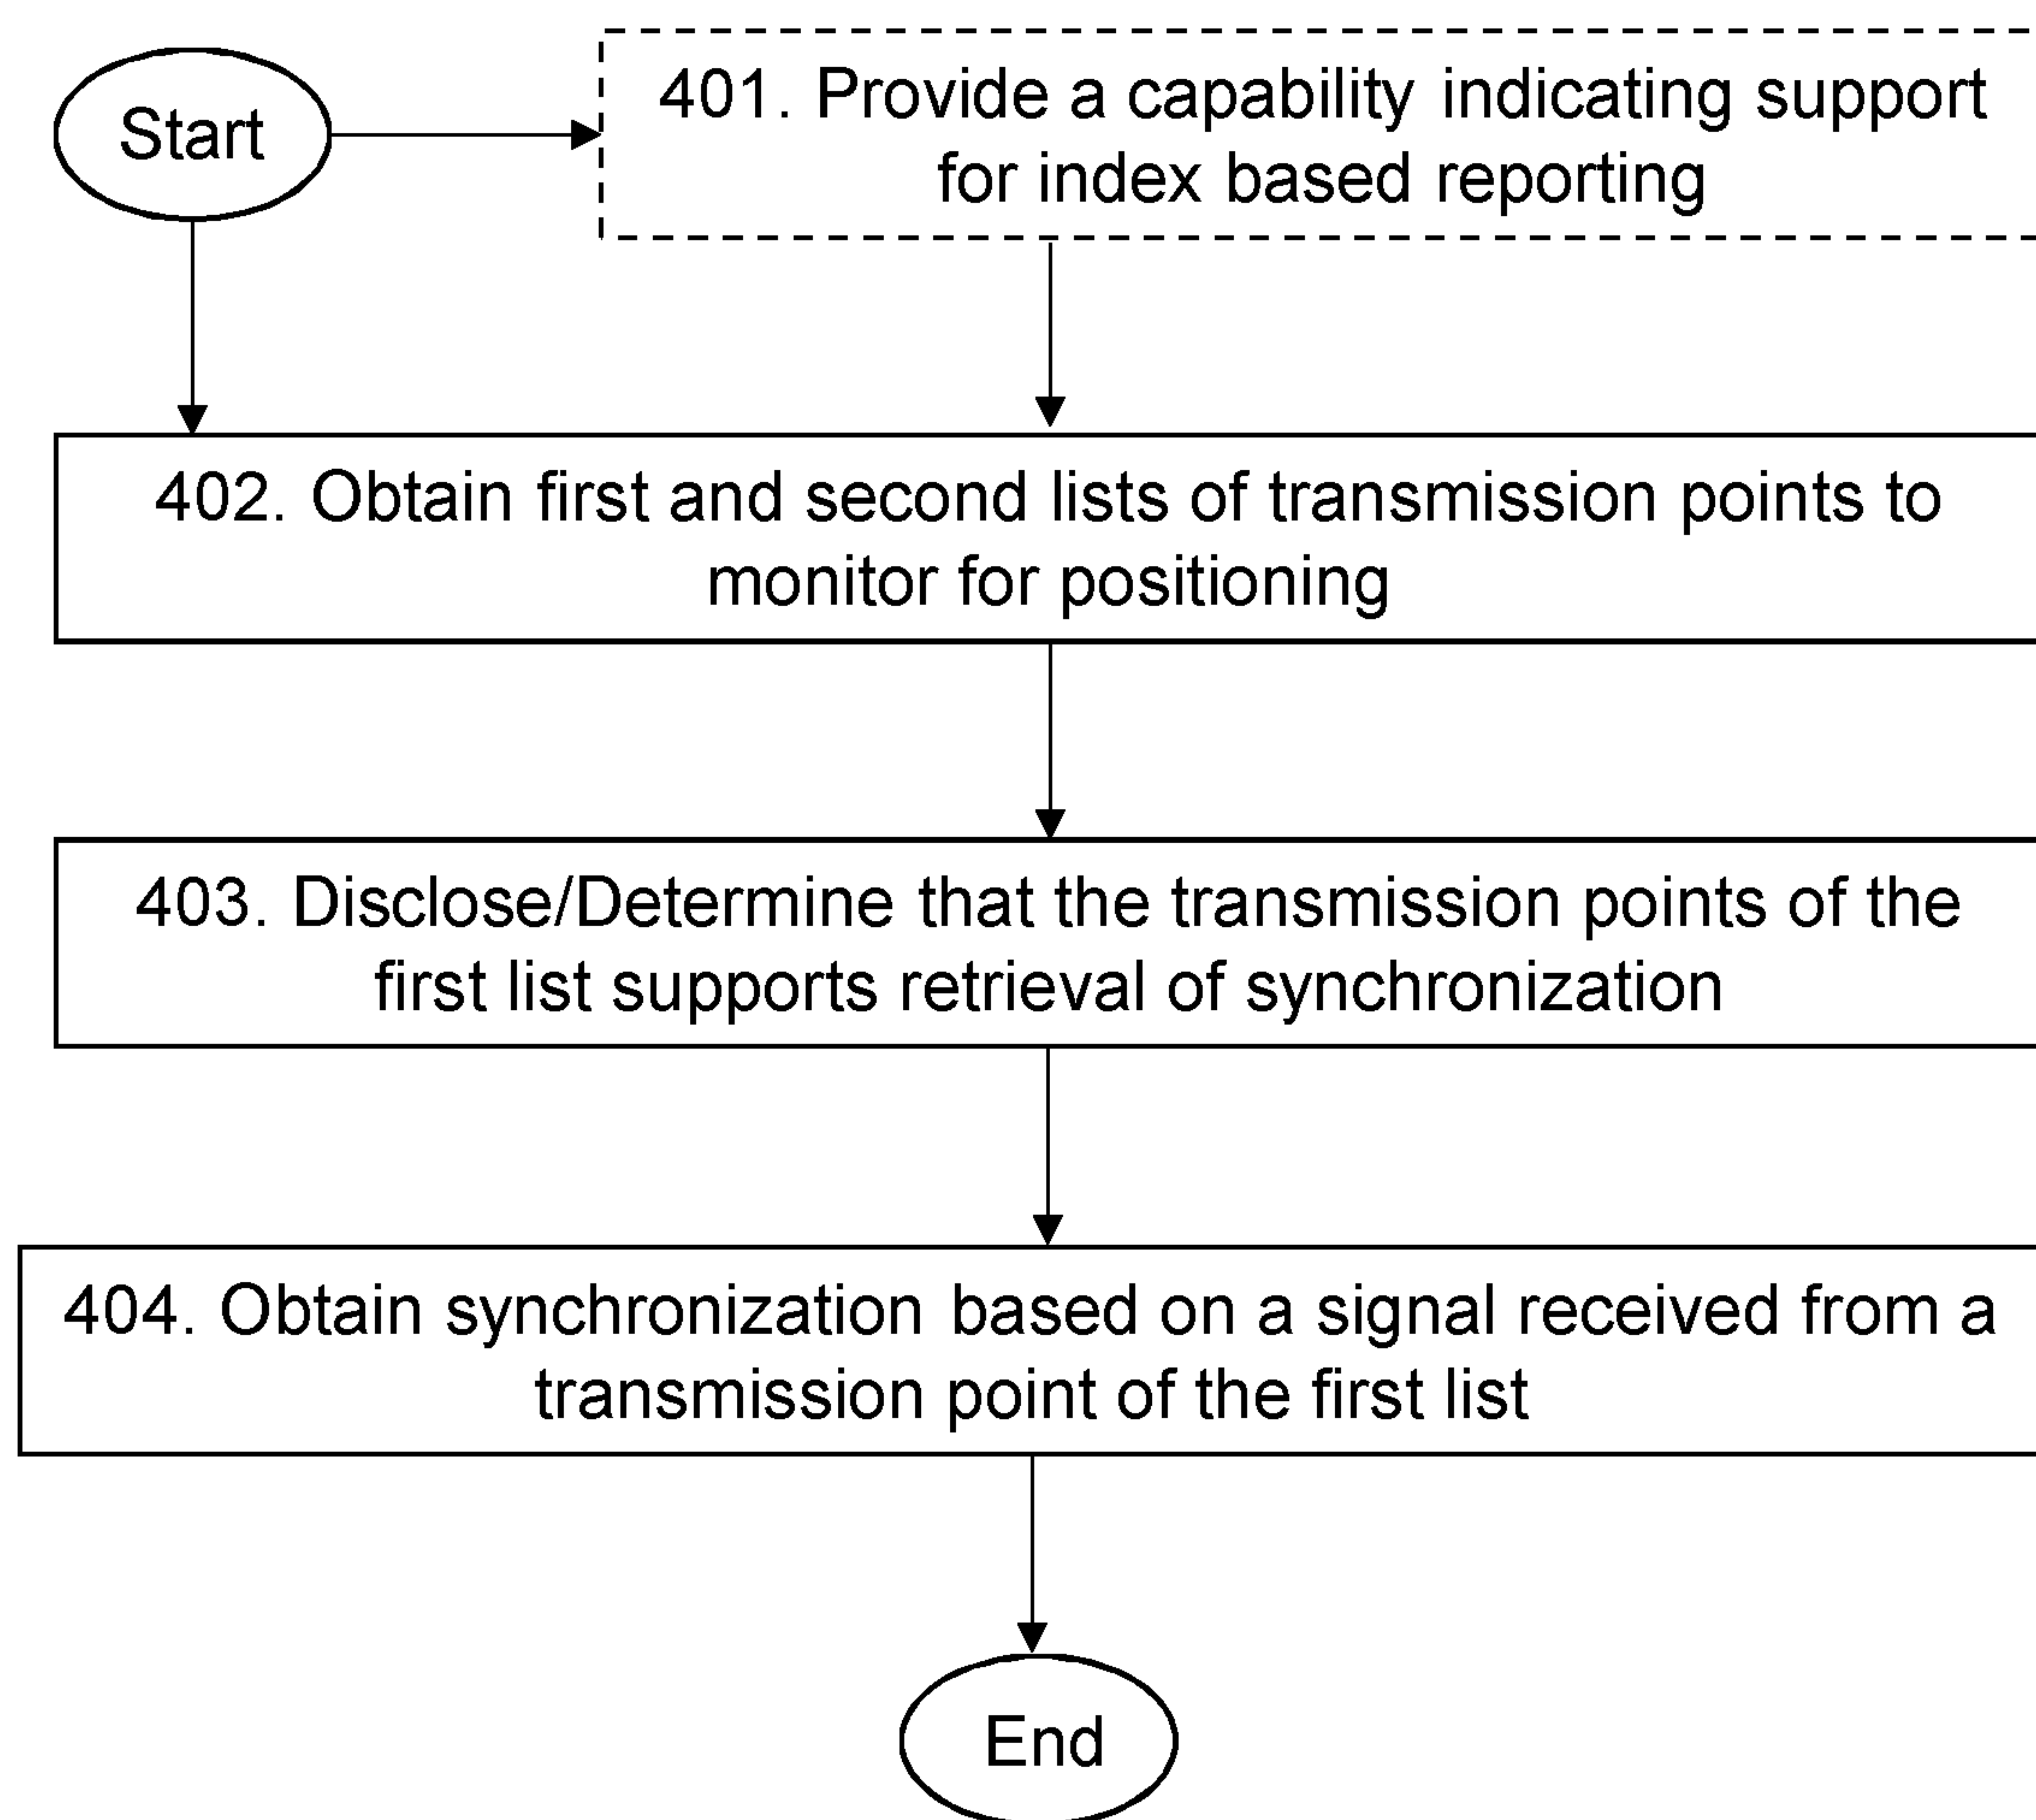 Start
401. Provide a capability indicating support
for index based reporting
402. Obtain first and second lists of transmission points to
monitor for positioning
403. Disclose/Determine that the transmission points of the
first list supports retrieval of synchronization
404. Obtain synchronization based on a signal received from a
transmission point of the first list
End